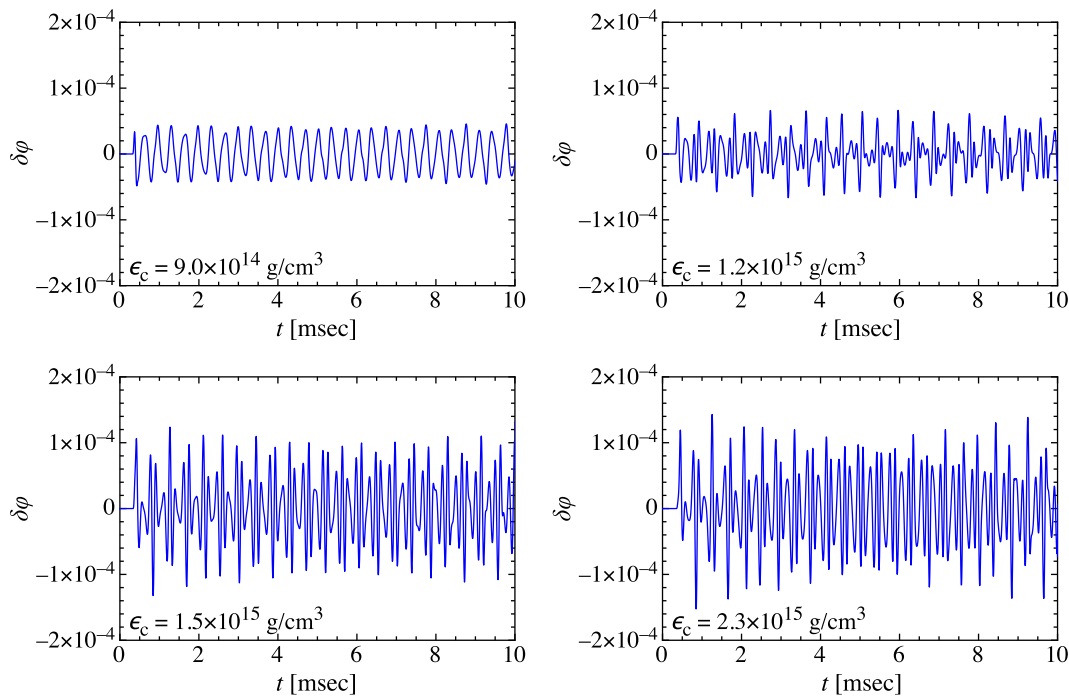 2×10⁻⁴ 2×10⁻⁴
1×10⁻⁴ 1×10⁻⁴
δφ 0 δφ 0
−1×10⁻⁴ −1×10⁻⁴
ϵc = 9.0×10¹⁴ g/cm³ ϵc = 1.2×10¹⁵ g/cm³
−2×10⁻⁴ −2×10⁻⁴
0 2 4 6 8 10 0 2 4 6 8 10
t [msec] t [msec]
2×10⁻⁴ 2×10⁻⁴
1×10⁻⁴ 1×10⁻⁴
δφ 0 δφ 0
−1×10⁻⁴ −1×10⁻⁴
ϵc = 1.5×10¹⁵ g/cm³ ϵc = 2.3×10¹⁵ g/cm³
−2×10⁻⁴ −2×10⁻⁴
0 2 4 6 8 10 0 2 4 6 8 10
t [msec] t [msec]